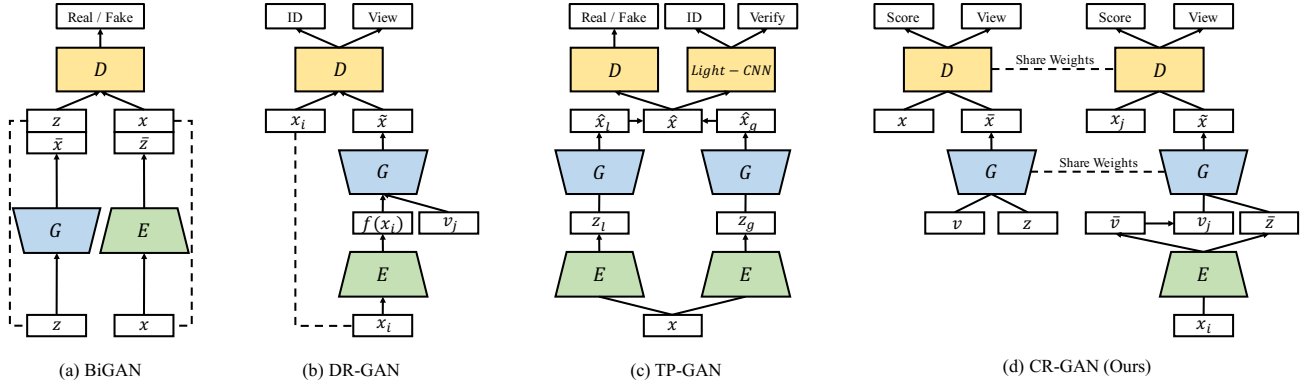 Real / Fake
D
z
x
x̄
z̄
G
E
z
x
(a) BiGAN
ID
View
D
x_i
x̃
G
f(x_i)
v_j
E
x_i
(b) DR-GAN
Real / Fake
ID
Verify
D
Light − CNN
x̂_l
x̂
x̂_g
G
G
z_l
z_g
E
E
x
(c) TP-GAN
Score
View
Score
View
D
Share Weights
D
x
x̄
x_j
x̃
G
Share Weights
G
v
z
v̄
v_j
z̄
E
x_i
(d) CR-GAN (Ours)